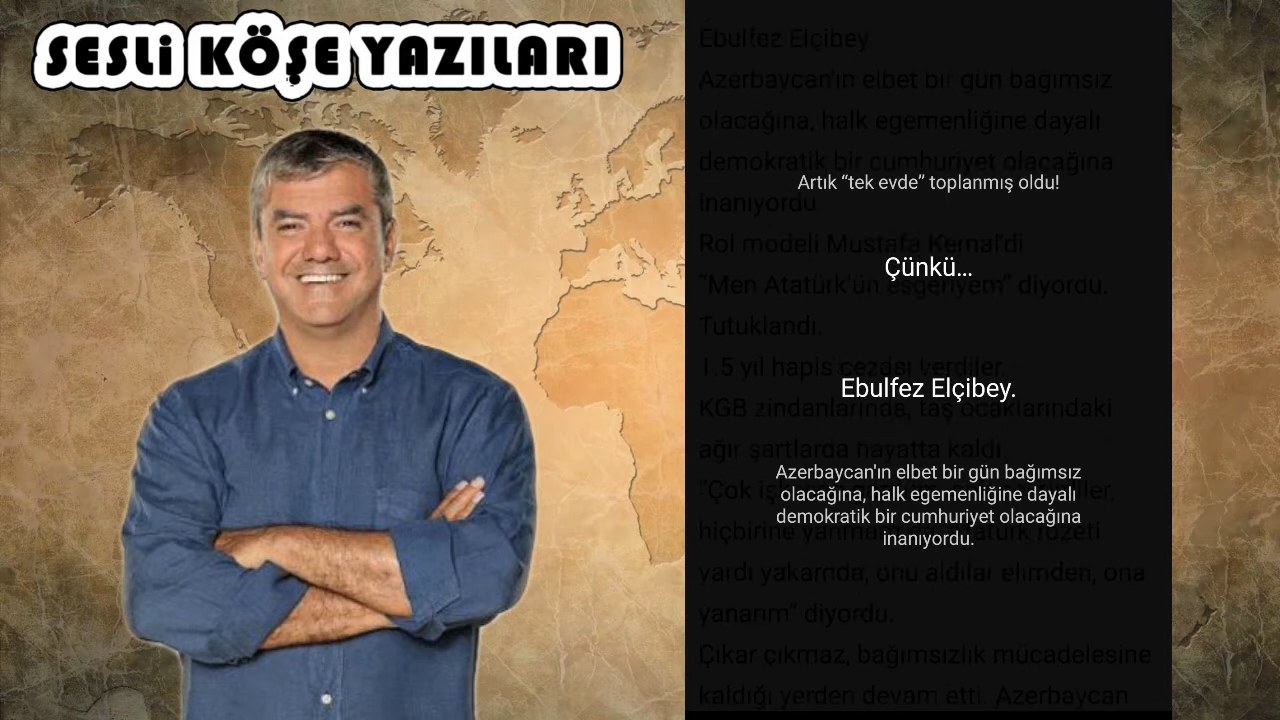 SESLi KÖŞE YAZILARI
Ebulfez Elçibey
Azerbaycan'ın elbet bir gün bağımsız
olacağına, halk egemenliğine dayalı
demokratik bir cumhuriyet olacağına
Artık “tek evde” toplanmış oldu!
inanıyordu
Rol modeli Mustafa Kemal'di
Çünkü...
"Men Atatürk'ün esgeriyem" diyordu.
Tutuklandı.
1.5 yıl hapis cezası verdiler
Ebulfez Elçibey.
KGB zindanlarında, taş ocaklarındaki
ağır şartlarda hayatta kaldı
Azerbaycan'ın elbet bir gün bağımsız
olacağına, halk egemenliğine dayalı
demokratik bir cumhuriyet olacağına
inanıyordu.
"Çok
hiçbirine
rozeti
vardı yakamda, onu aldılar elimden, ona
yanarım" diyordu.
Çıkar çıkmaz, bağımsızlık mücadelesine
kaldığı yerden devam etti. Azerbaycan